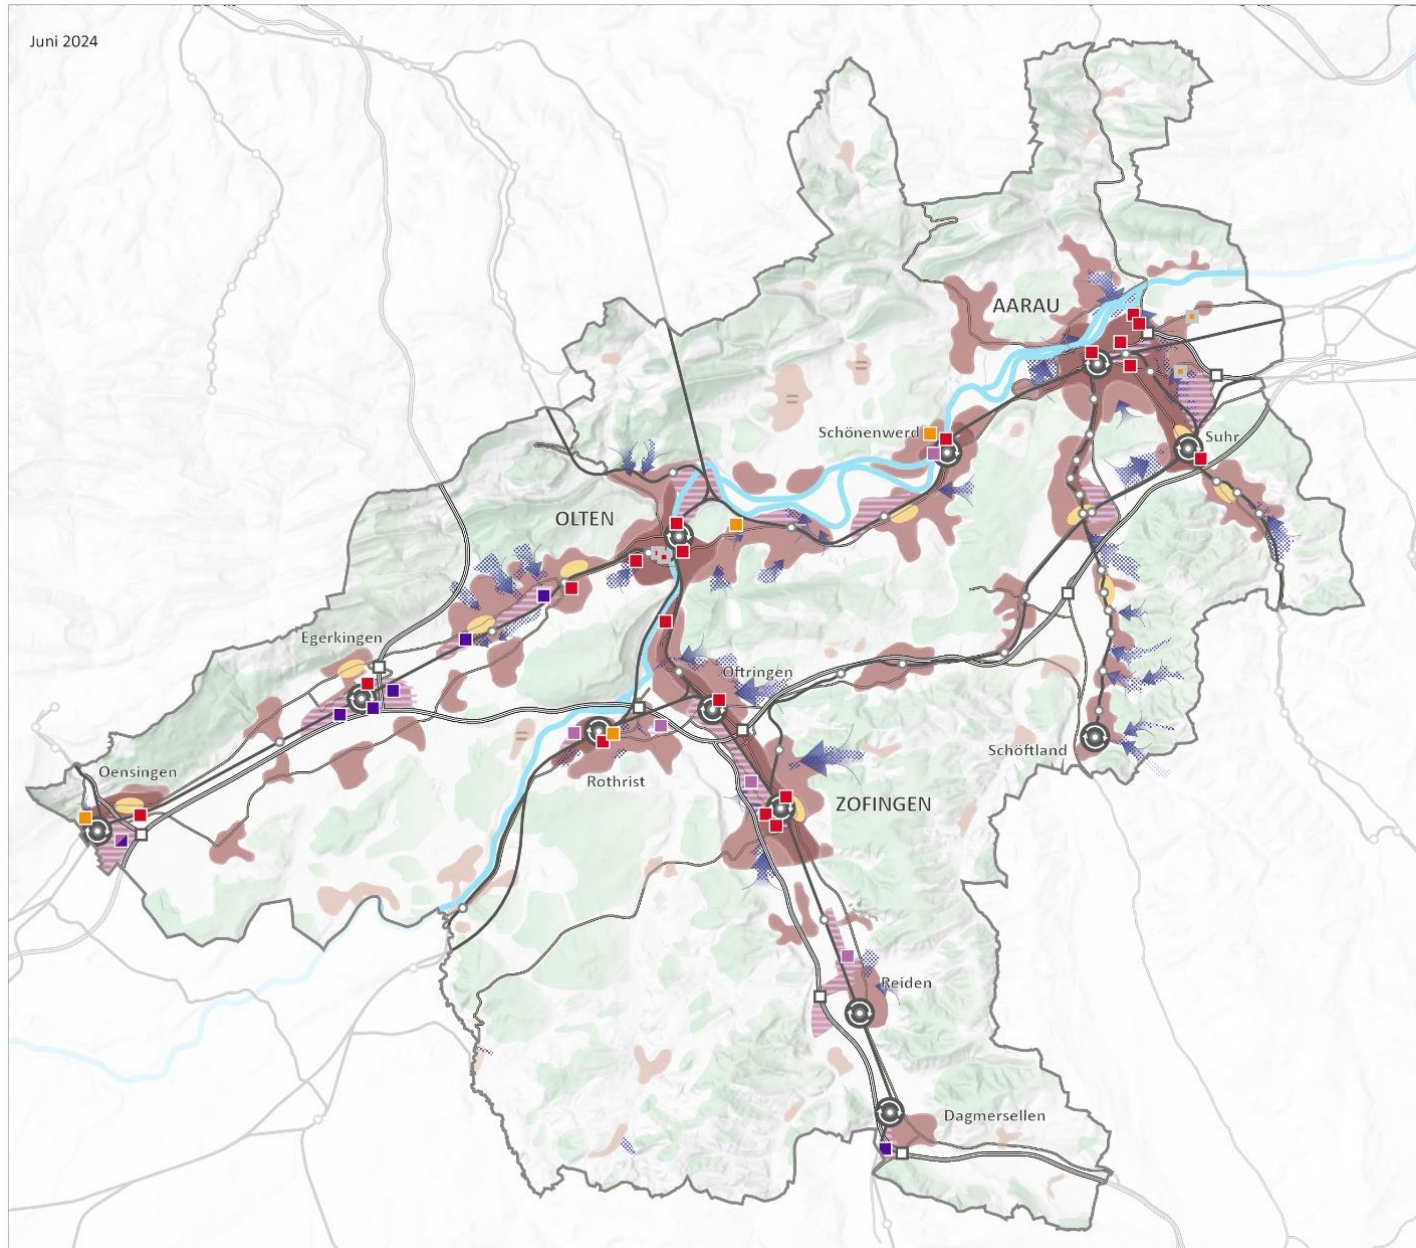 Juni 2024
AARAU
Schönenwerd
Suhr
OLTEN
Egerkingen
Oftringen
Schöftland
Oensingen
Rothrist
ZOFINGEN
Reiden
Dagmersellen